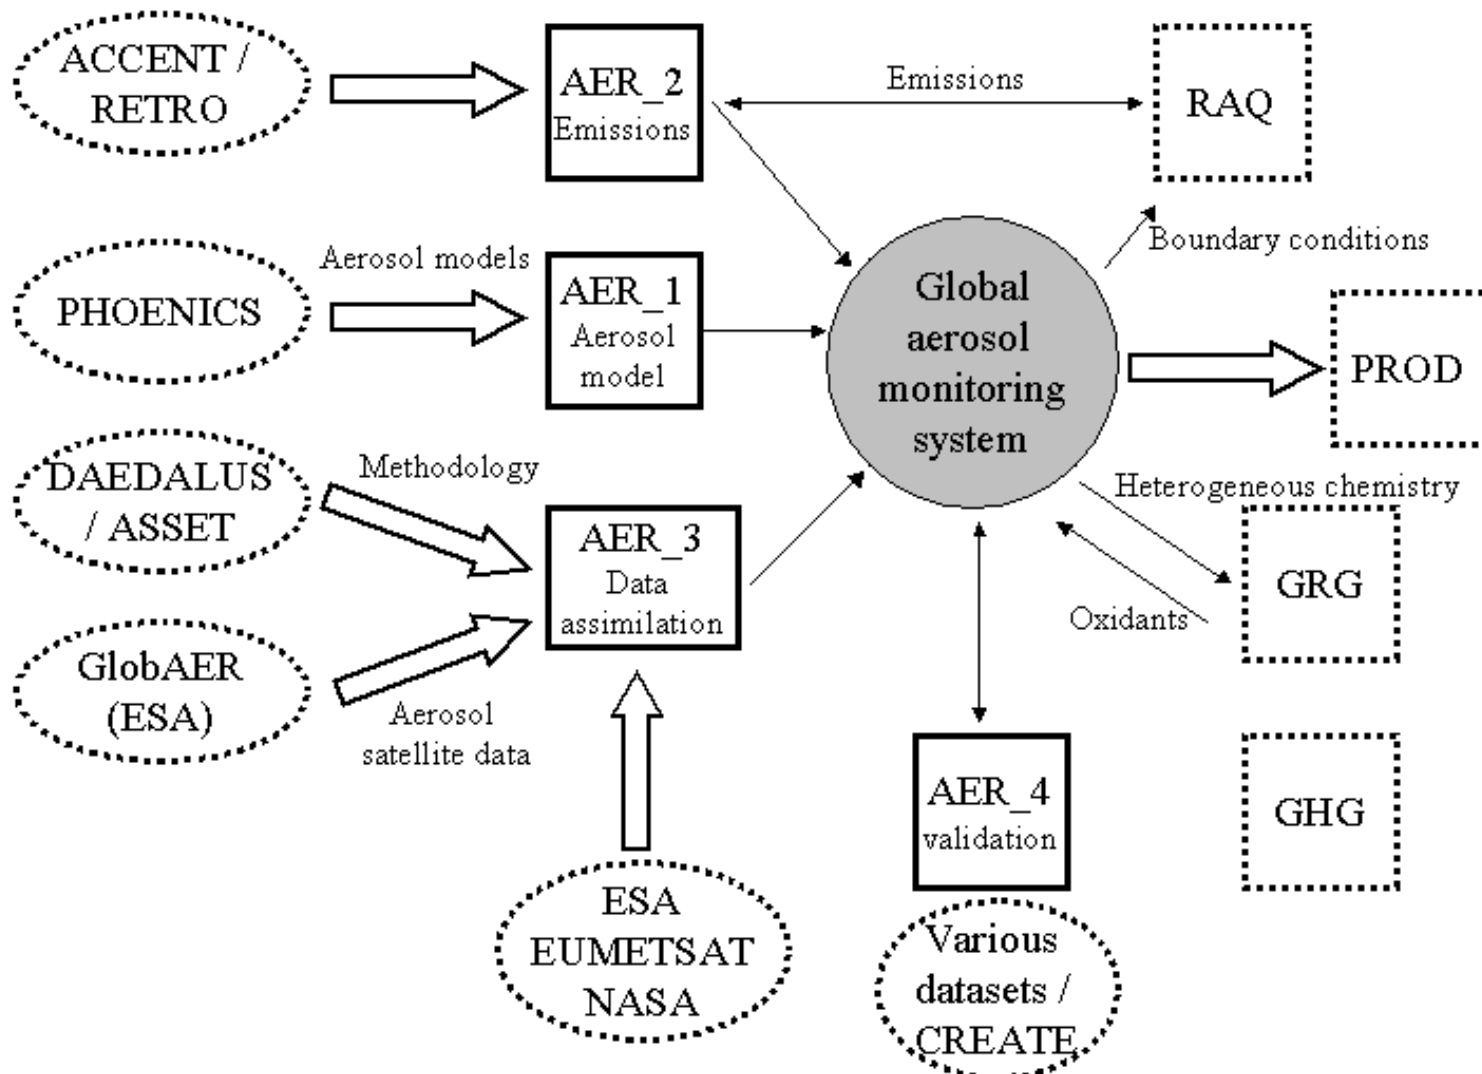 ACCENT /
RETRO
AER_2
Emissions
Emissions
RAQ
PHOENICS
Aerosol models
AER_1
Aerosol
model
Global
aerosol
monitoring
system
Boundary conditions
PROD
DAEDALUS
/ ASSET
Methodology
AER_3
Data
assimilation
Heterogeneous chemistry
GRG
Oxidants
GlobAER
(ESA)
Aerosol
satellite data
ESA
EUMETSAT
NASA
AER_4
validation
GHG
Various
datasets /
CREATE